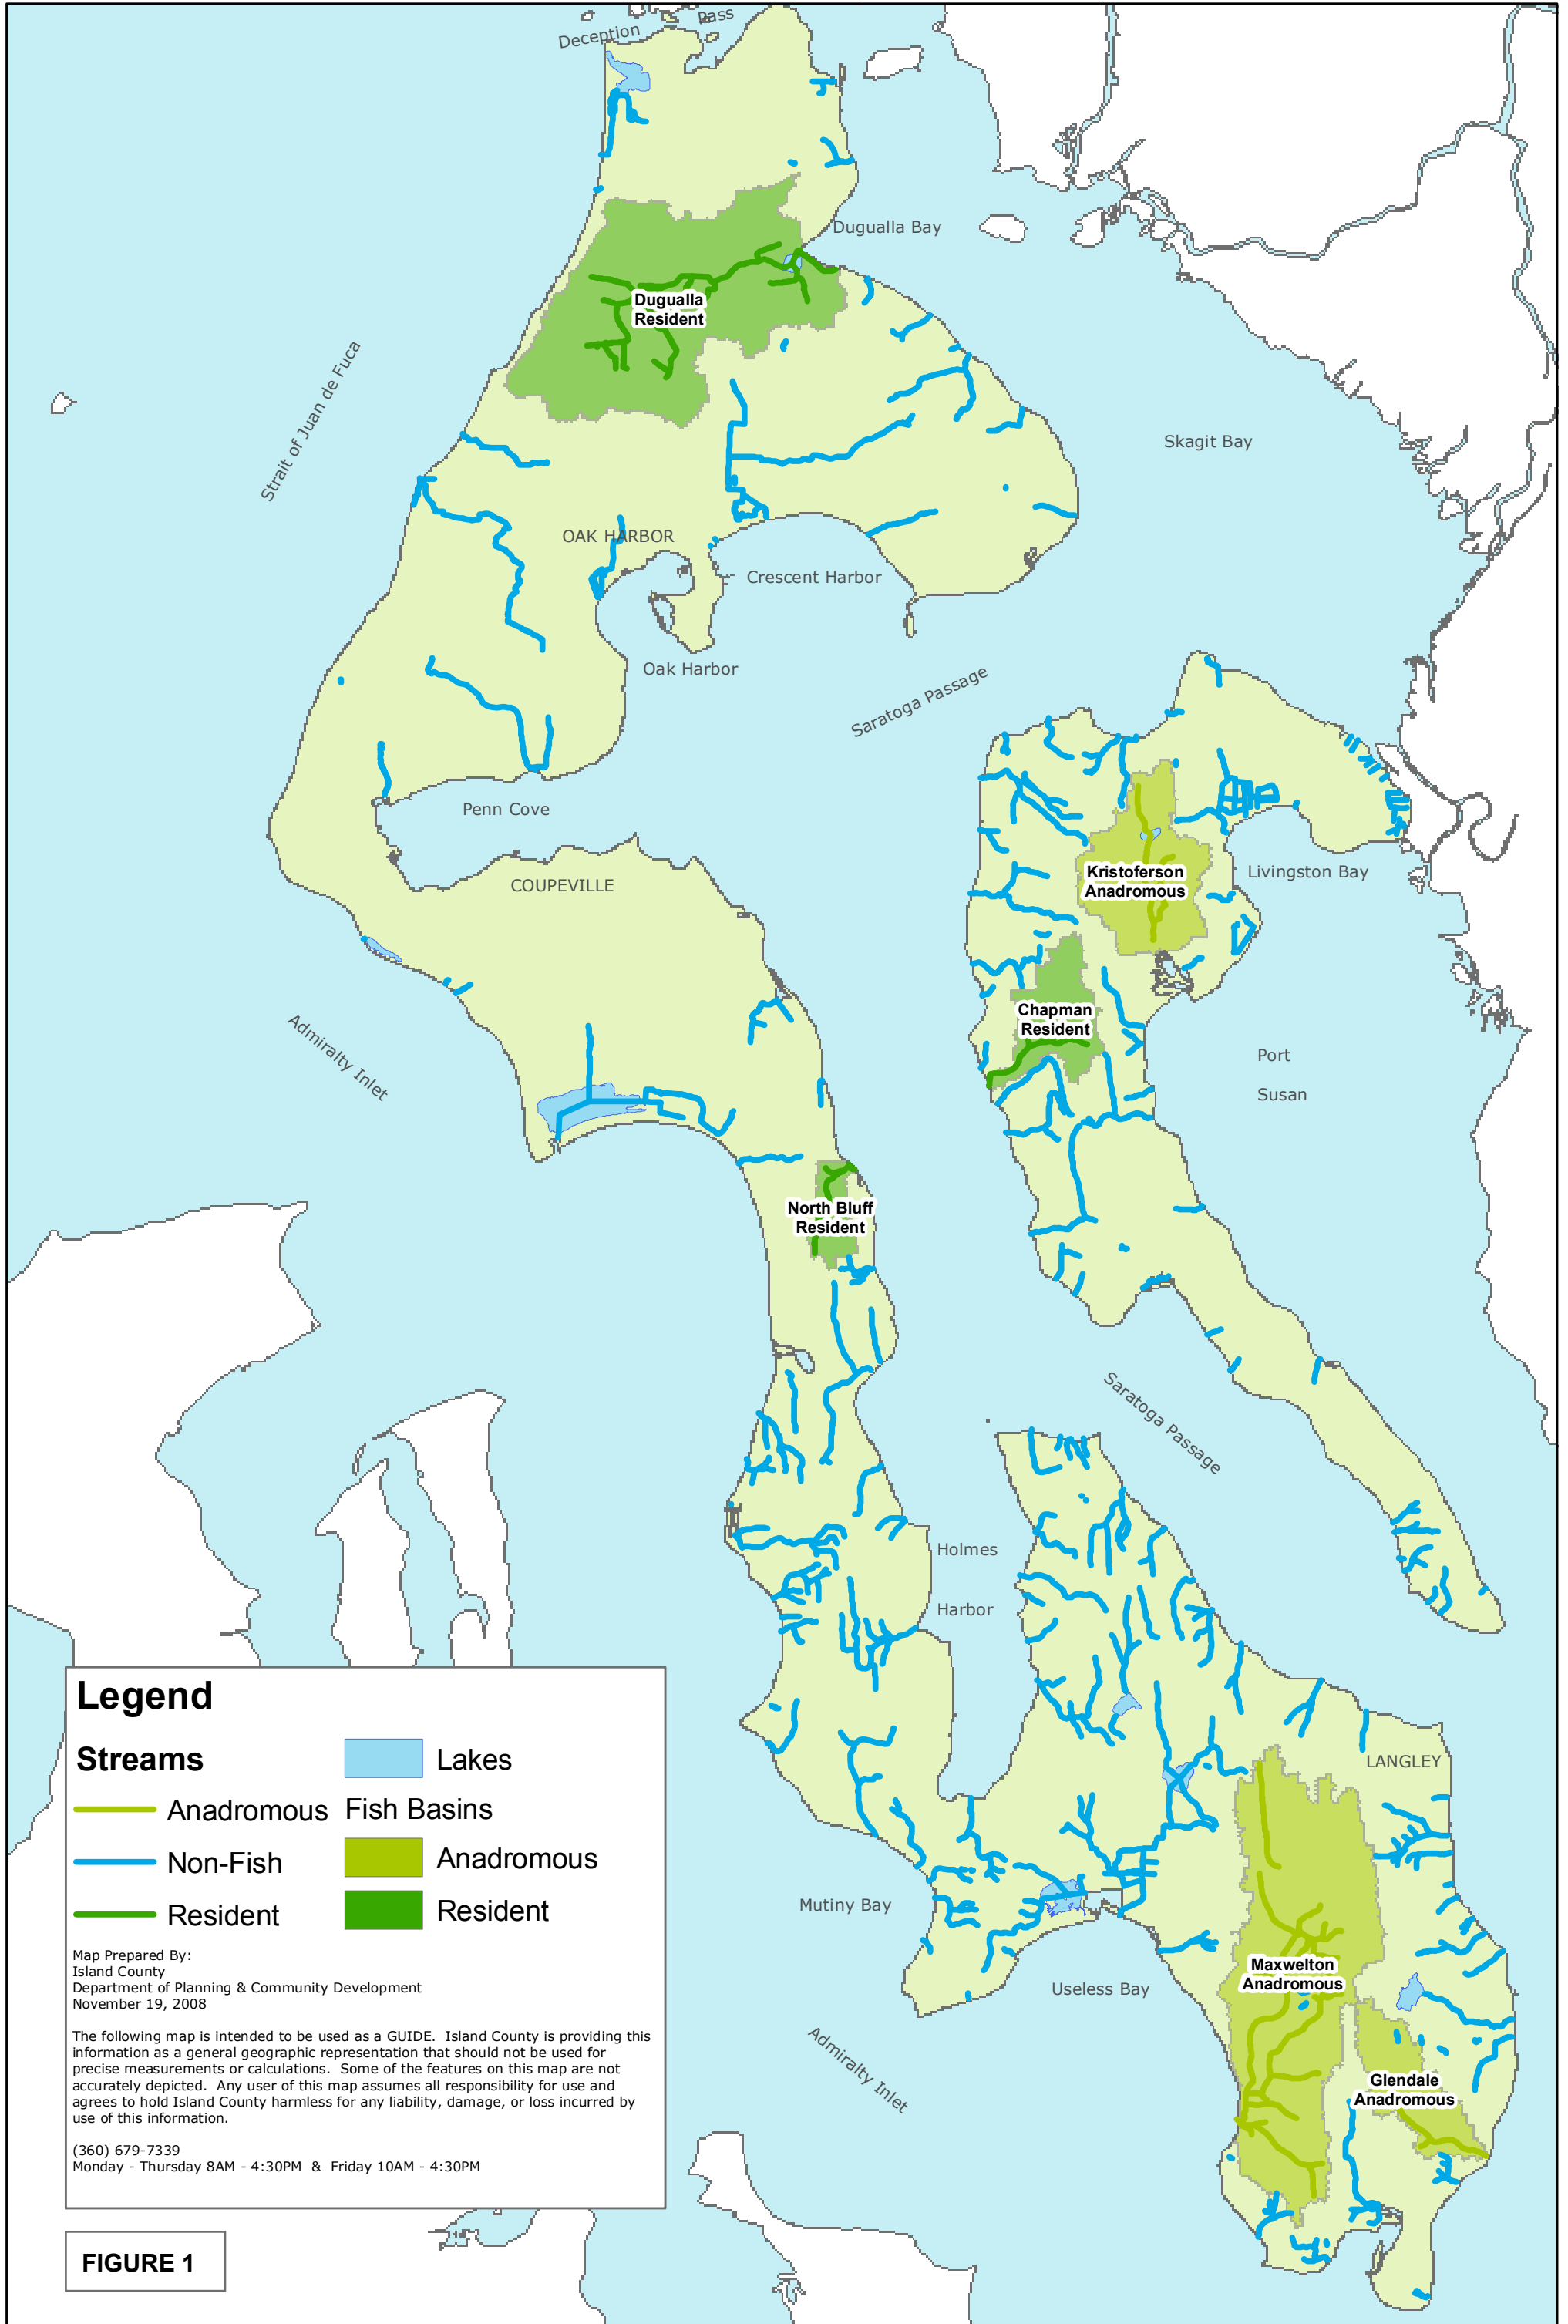 Deception
Pass
Dugualla Bay
Dugualla
Resident
Strait of Juan de Fuca
Skagit Bay
OAK HARBOR
Crescent Harbor
Oak Harbor
Saratoga Passage
Penn Cove
COUPEVILLE
Kristoferson
Anadromous
Livingston Bay
Chapman
Resident
Admiralty Inlet
Port
Susan
North Bluff
Resident
Saratoga Passage
Holmes
Harbor
LANGLEY
Mutiny Bay
Maxwelton
Anadromous
Useless Bay
Admiralty Inlet
Glendale
Anadromous
Legend
Streams
Anadromous
Non-Fish
Resident
Lakes
Fish Basins
Anadromous
Resident
Map Prepared By:
Island County
Department of Planning & Community Development
November 19, 2008
The following map is intended to be used as a GUIDE. Island County is providing this
information as a general geographic representation that should not be used for
precise measurements or calculations. Some of the features on this map are not
accurately depicted. Any user of this map assumes all responsibility for use and
agrees to hold Island County harmless for any liability, damage, or loss incurred by
use of this information.
(360) 679-7339
Monday - Thursday 8AM - 4:30PM & Friday 10AM - 4:30PM
FIGURE 1